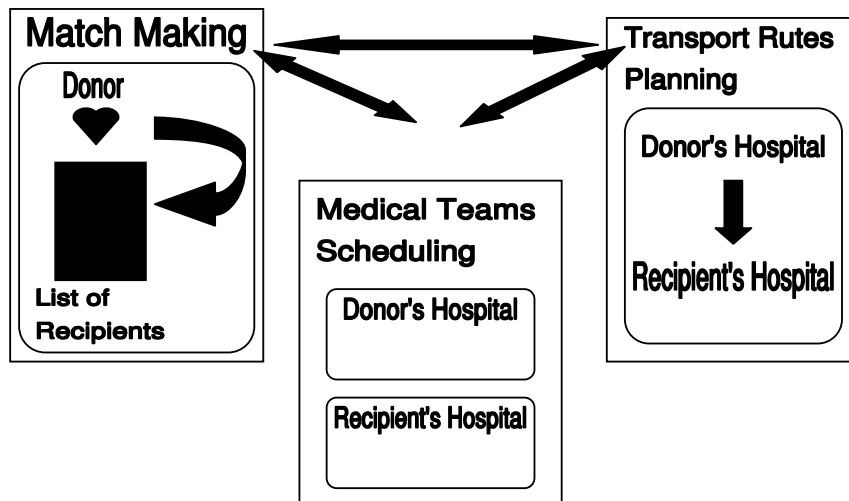 Match Making
Donor
List of
Recipients
Medical Teams
Scheduling
Donor's Hospital
Recipient's Hospital
Transport Rutes
Planning
Donor's Hospital
Recipient's Hospital